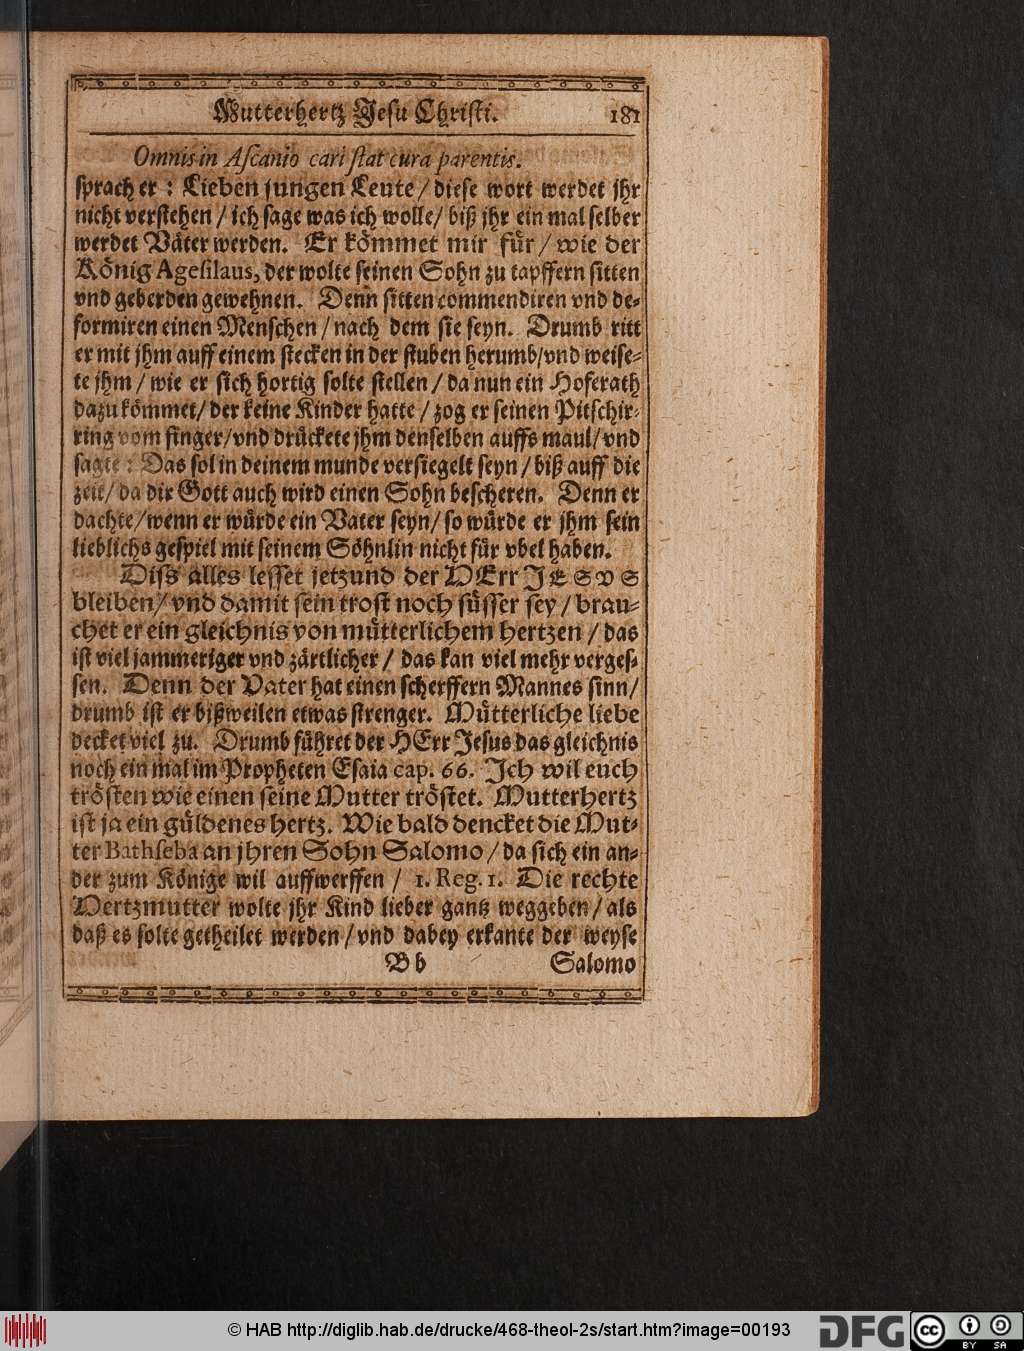 Mutterhertz Jesu Christi. 181
Omnis in Aſcanio cari ſtat cura parentis.
ſprach er : Lieben jungen Leute / dieſe wort werdet jhr
nicht verſtehen / ich ſage was ich wolle / biß jhr ein mal ſelber
werdet Väter werden. Er kömmet mir für / wie der
König Ageſilaus, der wolte ſeinen Sohn zu tapffern ſitten
vnd geberden gewehnen. Denn ſitten commendiren vnd de⸗
formiren einen Menſchen / nach dem ſie ſeyn. Drumb ritt
er mit jhm auff einem ſtecken in der ſtuben herumb / vnd weiſe⸗
te jhm / wie er ſich hortig ſolte ſtellen / da nun ein Hoferath
dazu kömmet / der keine Kinder hatte / zog er ſeinen Pitſchir⸗
ring vom finger / vnd drückete jhm denſelben auffs maul / vnd
ſagte : Das ſol in deinem munde verſiegelt ſeyn / biß auff die
zeit / da dir Gott auch wird einen Sohn beſcheren. Denn er
dachte / wenn er würde ein Vater ſeyn / ſo würde er jhm ſein
lieblichs geſpiel mit ſeinem Söhnlin nicht für vbel haben.
Diſs alles leſſet jetzund der HErr JESVS
bleiben / vnd damit ſein troſt noch ſüſſer ſey / brau⸗
chet er ein gleichnis von mütterlichem hertzen / das
iſt viel jammeriger vnd zärtlicher / das kan viel mehr vergeſ⸗
ſen. Denn der Vater hat einen ſcherffern Mannes ſinn /
drumb iſt er bißweilen etwas ſtrenger. Mütterliche liebe
decket viel zu. Drumb führet der HErr Jeſus das gleichnis
noch ein mal im Propheten Eſaia cap. 66. Ich wil euch
tröſten wie einen ſeine Mutter tröſtet. Mutterhertz
iſt ja ein güldenes hertz. Wie bald dencket die Mut⸗
ter Bathſeba an jhren Sohn Salomo / da ſich ein an⸗
der zum Könige wil auffwerffen / 1. Reg. 1. Die rechte
Hertzmutter wolte jhr Kind lieber gantz weggeben / als
daß es ſolte getheilet werden / vnd dabey erkante der weyſe
B b Salomo
© HAB http://diglib.hab.de/drucke/468-theol-2s/start.htm?image=00193
DFG
cc BY SA